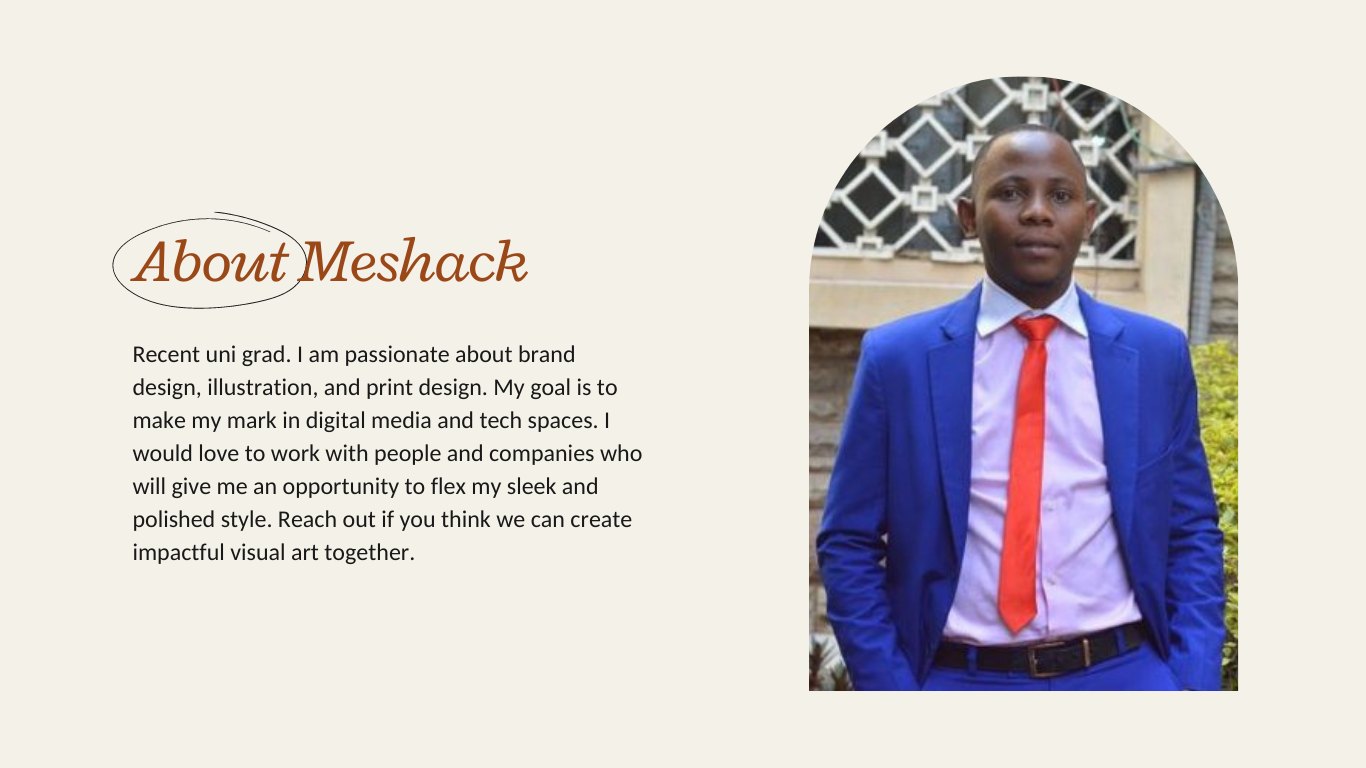 About Meshack
Recent uni grad. I am passionate about brand
design, illustration, and print design. My goal is to
make my mark in digital media and tech spaces. I
would love to work with people and companies who
will give me an opportunity to flex my sleek and
polished style. Reach out if you think we can create
impactful visual art together.